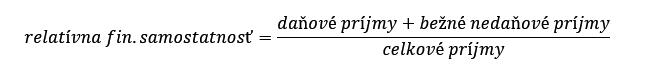 relatívna fin. samostatnosť = daňové príjmy + bežné nedaňové príjmy
celkové príjmy